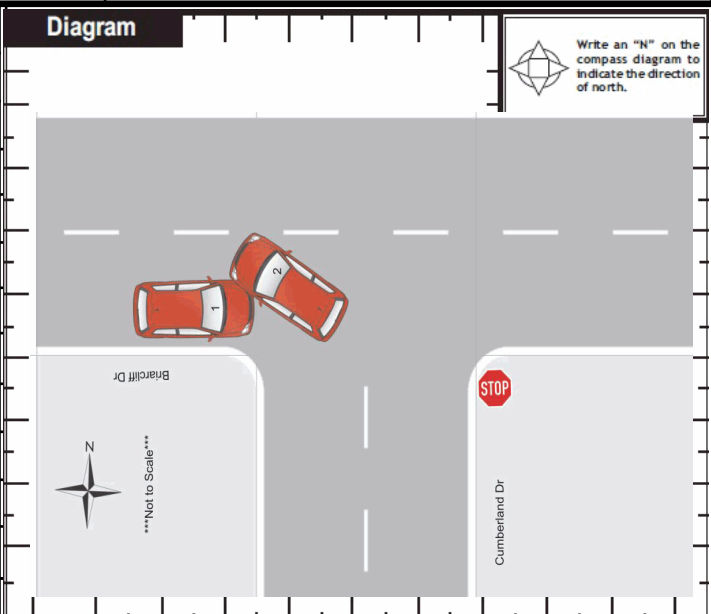 Diagram
Write an “N” on the
compass diagram to
indicate the direction
of north.
2
1
Briarcliff Dr
STOP
N
***Not to Scale***
Cumberland Dr